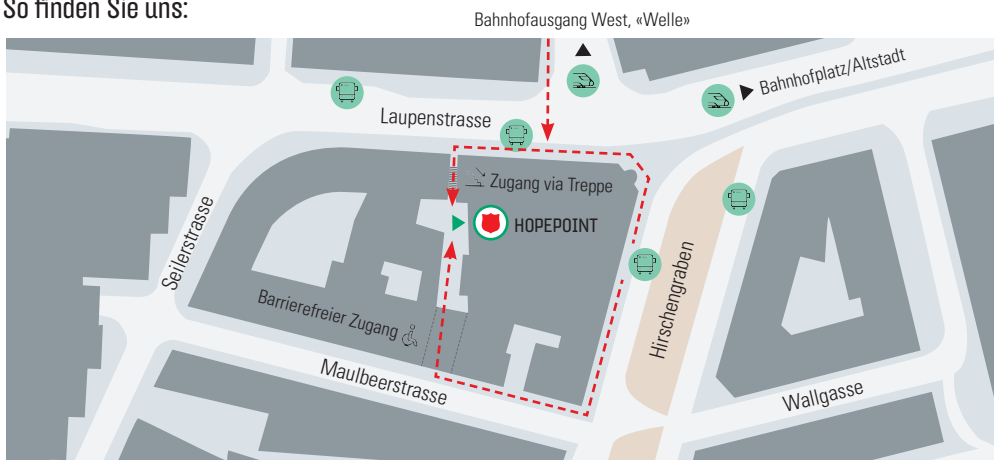 So finden Sie uns:
Bahnhofausgang West, «Welle»
Bahnhofplatz/Altstadt
Laupenstrasse
Zugang via Treppe
HOPEPOINT
Seilerstrasse
Barrierefreier Zugang
Hirschengraben
Maulbeerstrasse
Wallgasse